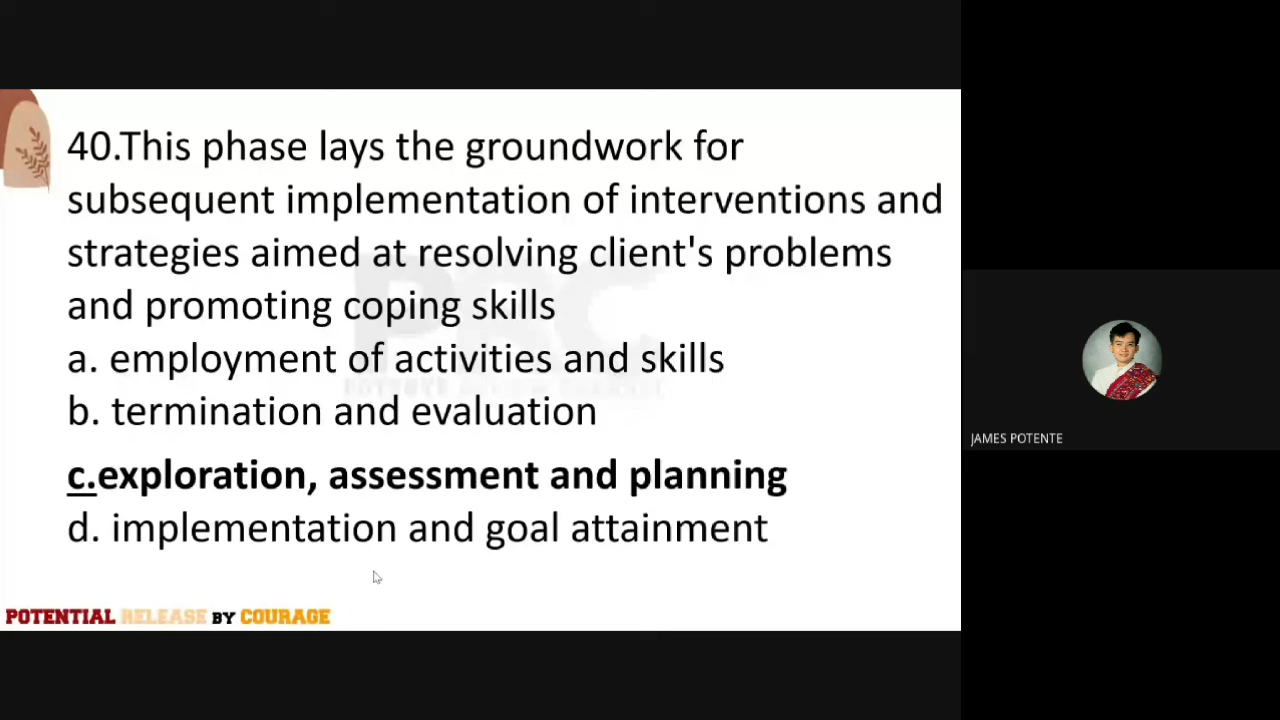 40.This phase lays the groundwork for
subsequent implementation of interventions and
strategies aimed at resolving client's problems
and promoting coping skills
a. employment of activities and skills
b. termination and evaluation
c.exploration, assessment and planning
d. implementation and goal attainment
POTENTIAL RELEASE BY COURAGE
JAMES POTENTE